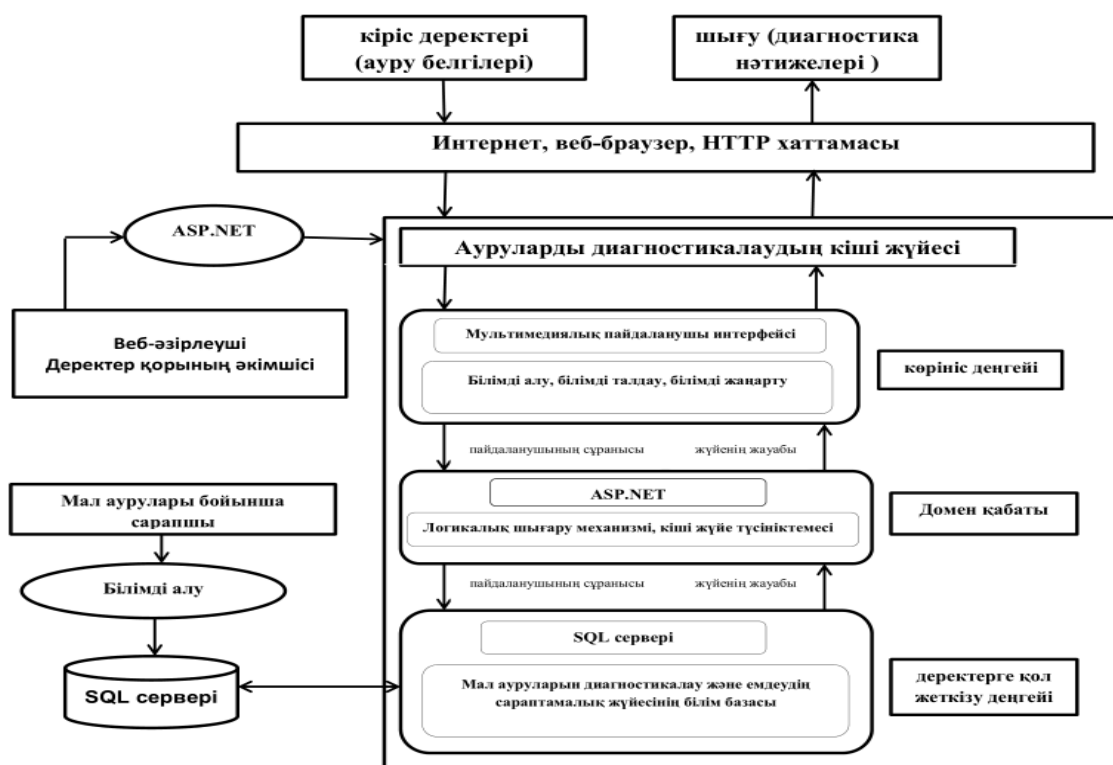 кіріс деректері
(ауру белгілері)
шығу (диагностика
нәтижелері )
Интернет, веб-браузер, HTTP хаттамасы
ASP.NET
Ауруларды диагностикалаудың кіші жүйесі
Веб-әзірлеуші
Деректер қорының әкімшісі
Мультимедиялық пайдаланушы интерфейсі
Білімді алу, білімді талдау, білімді жаңарту
көрініс деңгейі
пайдаланушының сұранысы
жүйенің жауабы
Мал аурулары бойынша
сарапшы
ASP.NET
Логикалық шығару механизмі, кіші жүйе түсініктемесі
Домен қабаты
Білімді алу
пайдаланушының сұранысы
жүйенің жауабы
SQL сервері
SQL сервері
Мал ауруларын диагностикалау және емдеудің
сараптамалық жүйесінің білім базасы
деректерге қол
жеткізу деңгейі